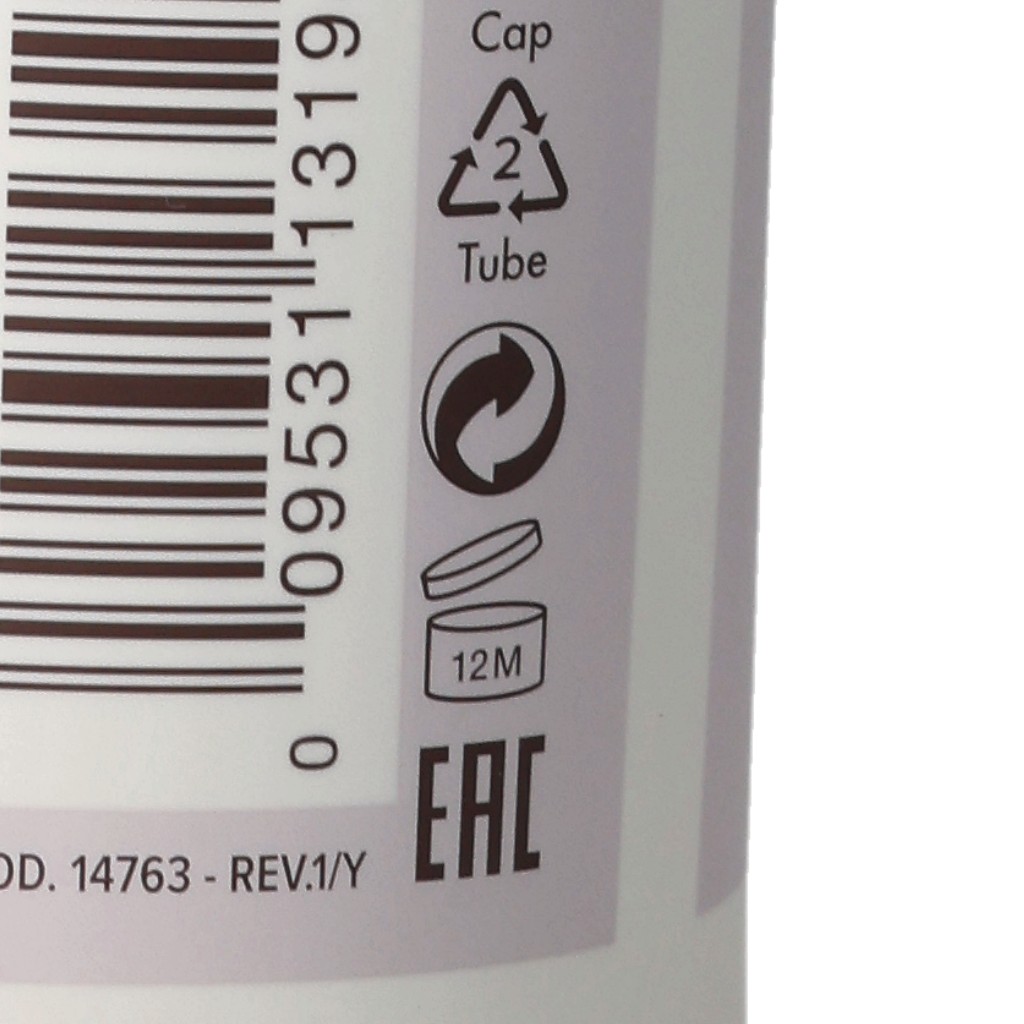 Cap
2
Tube
12M
EAC
0 09531 1319
OD. 14763 - REV.1/Y